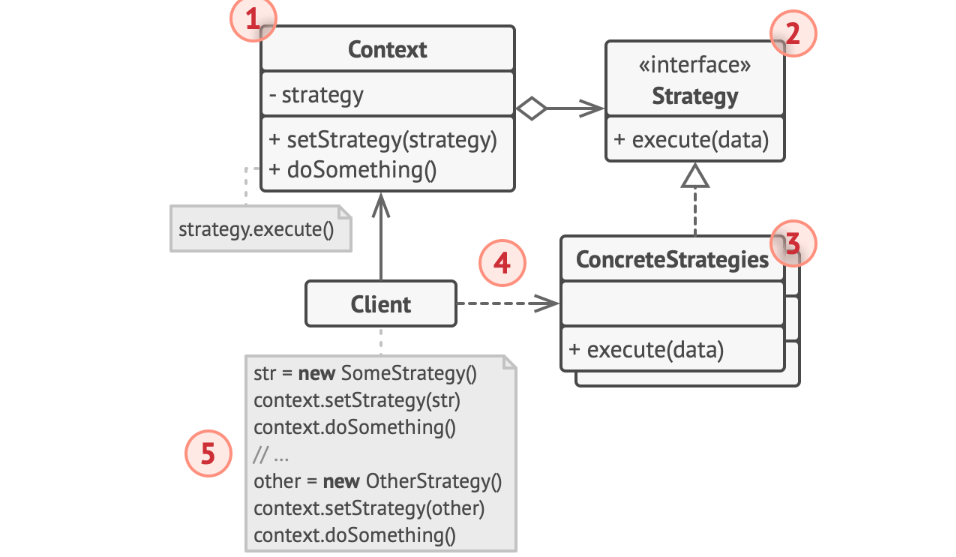 1
Context
- strategy
+ setStrategy(strategy)
+ doSomething()
strategy.execute()
2
«interface»
Strategy
+ execute(data)
3
ConcreteStrategies
+ execute(data)
4
Client
5
str = new SomeStrategy()
context.setStrategy(str)
context.doSomething()
// ...
other = new OtherStrategy()
context.setStrategy(other)
context.doSomething()